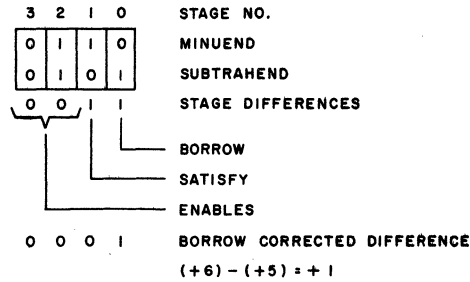 3 2 1 0 STAGE NO.
0 1 1 0 MINUEND
0 1 0 1 SUBTRAHEND
0 0 1 1 STAGE DIFFERENCES
BORROW
SATISFY
ENABLES
0 0 0 1 BORROW CORRECTED DIFFERENCE
(+6)-(+5)=+1